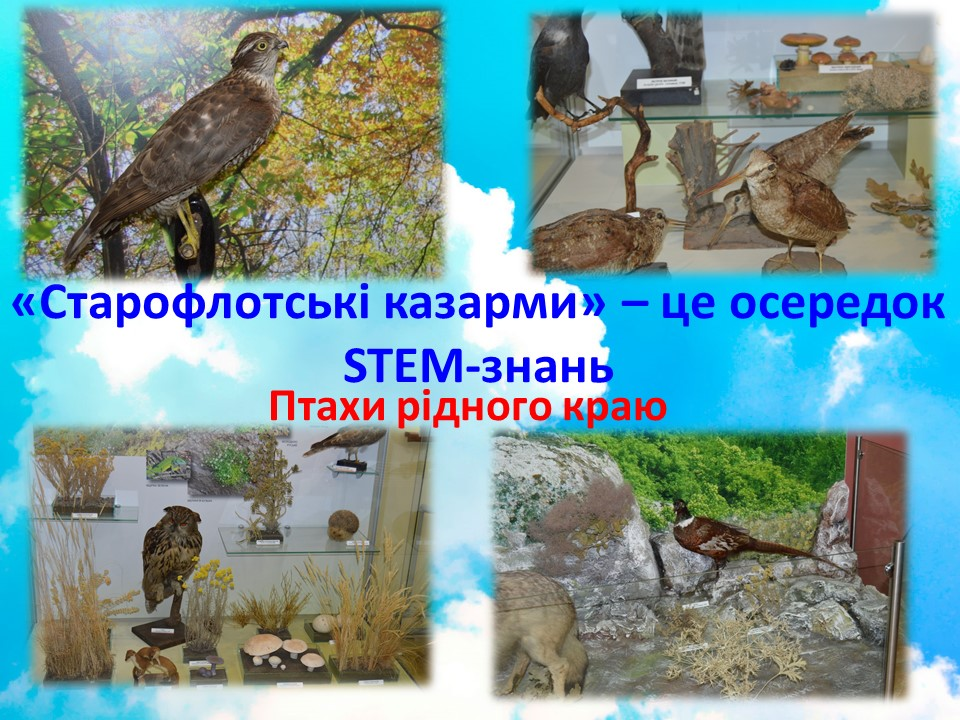 «Старофлотські казарми» – це осередок
STEM-знань
Птахи рідного краю